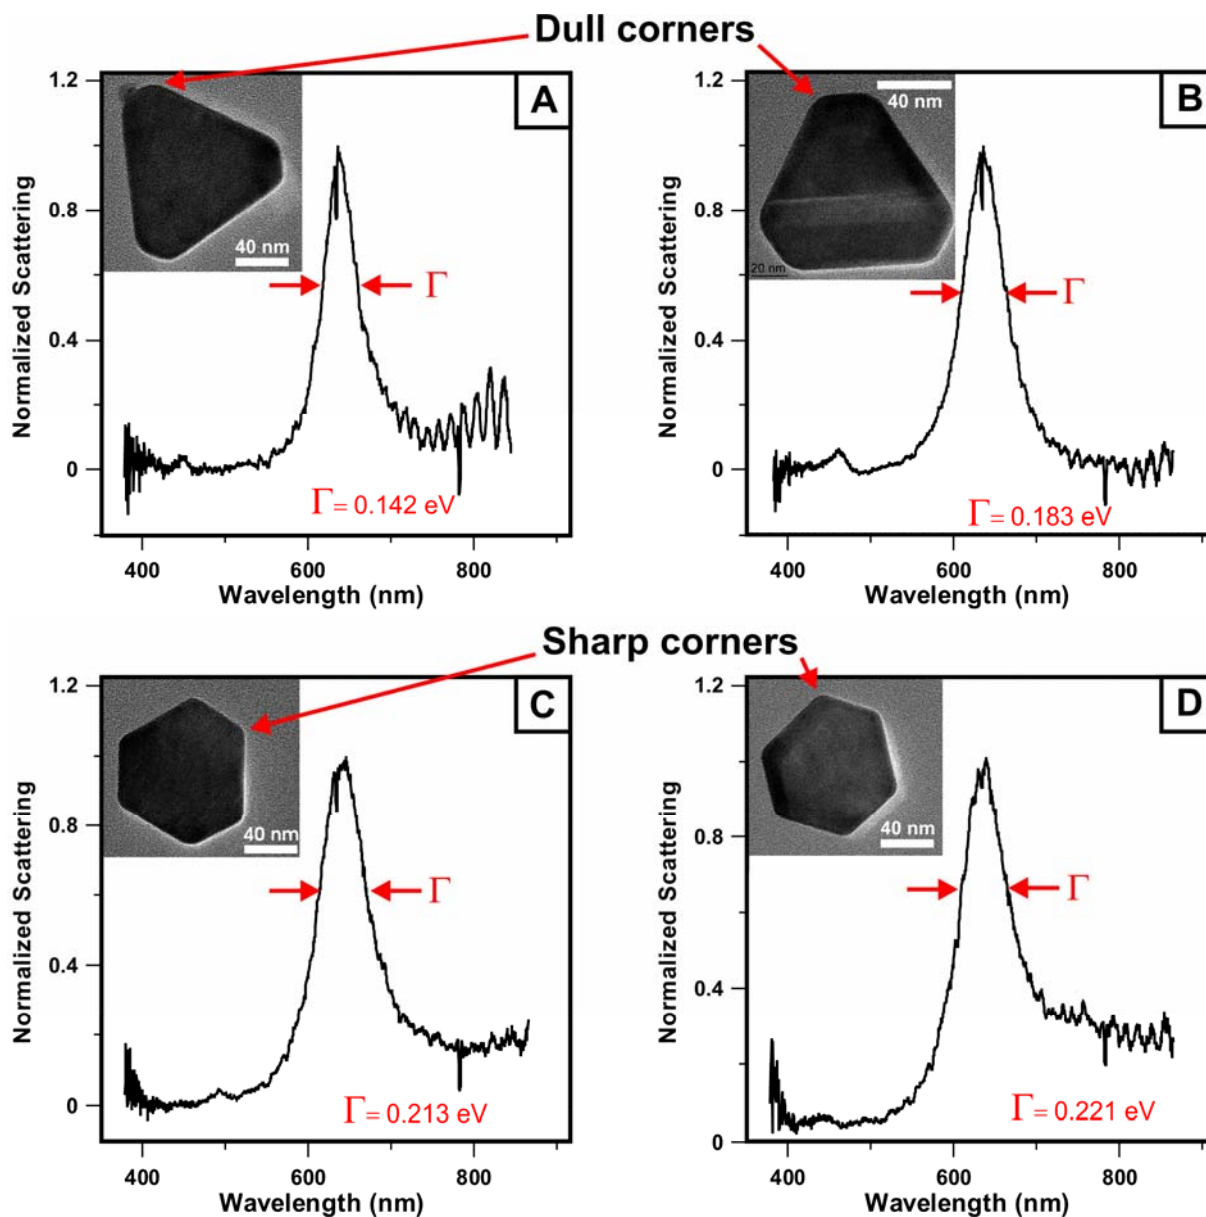 Dull corners
1.2
0.8
0.4
0
Normalized Scattering
A
40 nm
Γ
Γ = 0.142 eV
400
600
800
Wavelength (nm)
1.2
0.8
0.4
0
Normalized Scattering
B
40 nm
20 nm
Γ
Γ = 0.183 eV
400
600
800
Wavelength (nm)
Sharp corners
1.2
0.8
0.4
0
Normalized Scattering
C
40 nm
Γ
Γ = 0.213 eV
400
600
800
Wavelength (nm)
1.2
0.8
0.4
0
Normalized Scattering
D
40 nm
Γ
Γ = 0.221 eV
400
600
800
Wavelength (nm)